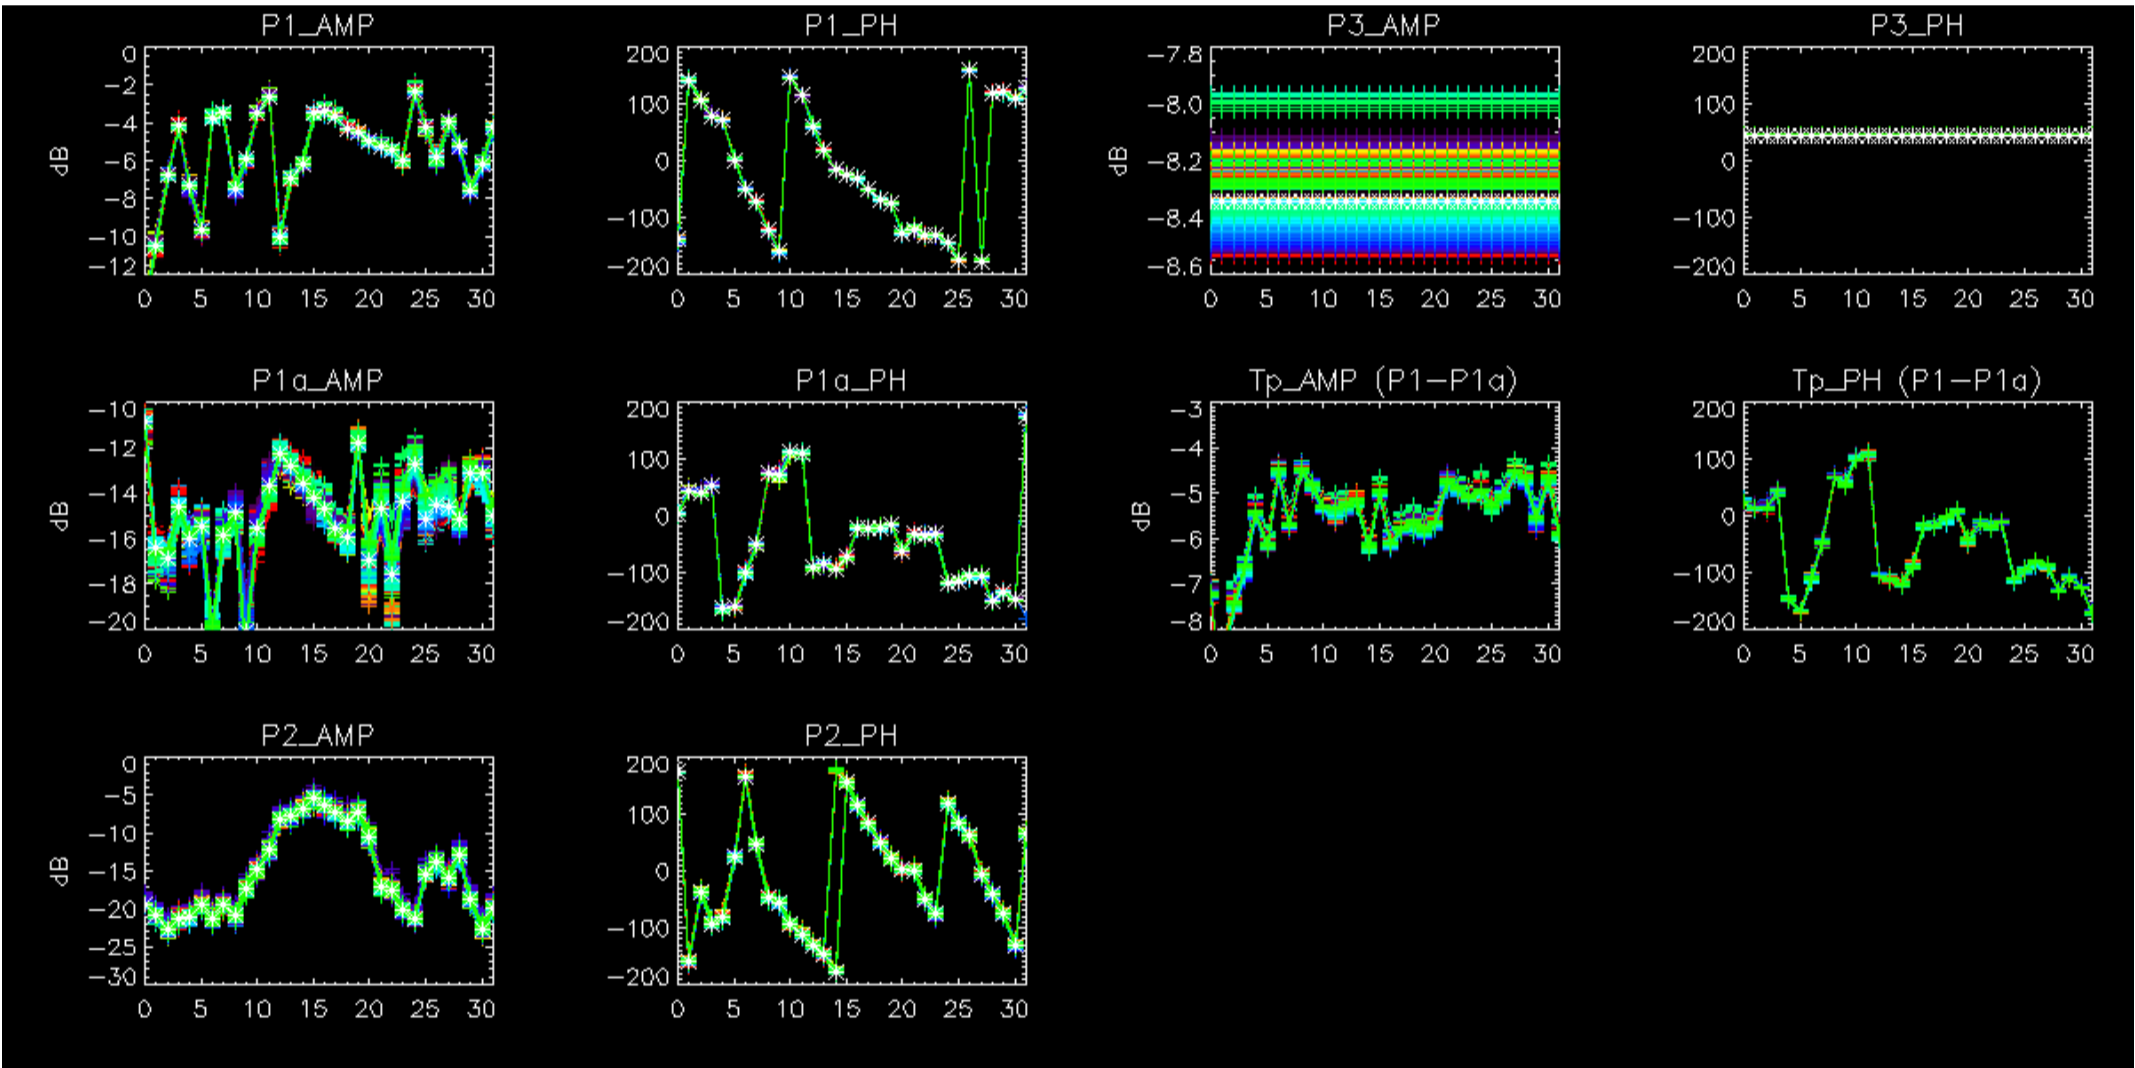 P1_AMP
dB
0
-2
-4
-6
-8
-10
-12
0 5 10 15 20 25 30
P1_PH
200
100
0
-100
-200
0 5 10 15 20 25 30
P3_AMP
dB
-7.8
-8.0
-8.2
-8.4
-8.6
0 5 10 15 20 25 30
P3_PH
200
100
0
-100
-200
0 5 10 15 20 25 30
P1a_AMP
dB
-10
-12
-14
-16
-18
-20
0 5 10 15 20 25 30
P1a_PH
200
100
0
-100
-200
0 5 10 15 20 25 30
Tp_AMP (P1-P1a)
dB
-3
-4
-5
-6
-7
-8
0 5 10 15 20 25 30
Tp_PH (P1-P1a)
200
100
0
-100
-200
0 5 10 15 20 25 30
P2_AMP
dB
0
-5
-10
-15
-20
-25
-30
0 5 10 15 20 25 30
P2_PH
200
100
0
-100
-200
0 5 10 15 20 25 30